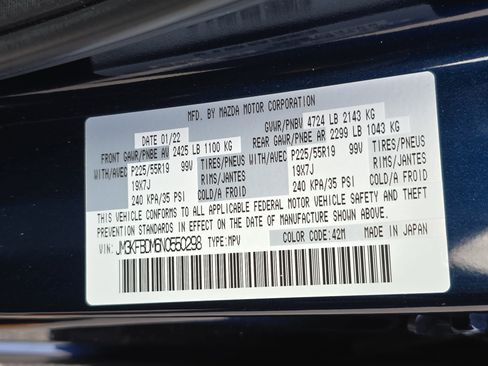 MFD. BY MAZDA MOTOR CORPORATION
DATE 01/22 GVWR/PNBV 4724 LB 2143 KG
FRONT GAWR/PNBE AV 2425 LB 1100 KG REAR GAWR/PNBE AR 2299 LB 1043 KG
WITH/AVEC P225/55R19 99V TIRES/PNEUS WITH/AVEC P225/55R19 99V TIRES/PNEUS
19X7J RIMS/JANTES 19X7J RIMS/JANTES
240 KPA/35 PSI COLD/A FROID 240 KPA/35 PSI COLD/A FROID
THIS VEHICLE CONFORMS TO ALL APPLICABLE FEDERAL MOTOR VEHICLE SAFETY AND THEFT
PREVENTION STANDARDS IN EFFECT ON THE DATE OF MANUFACTURE SHOWN ABOVE.
VIN: JM3KFBDM6N0550298 TYPE: MPV COLOR CODE: 42M MADE IN JAPAN